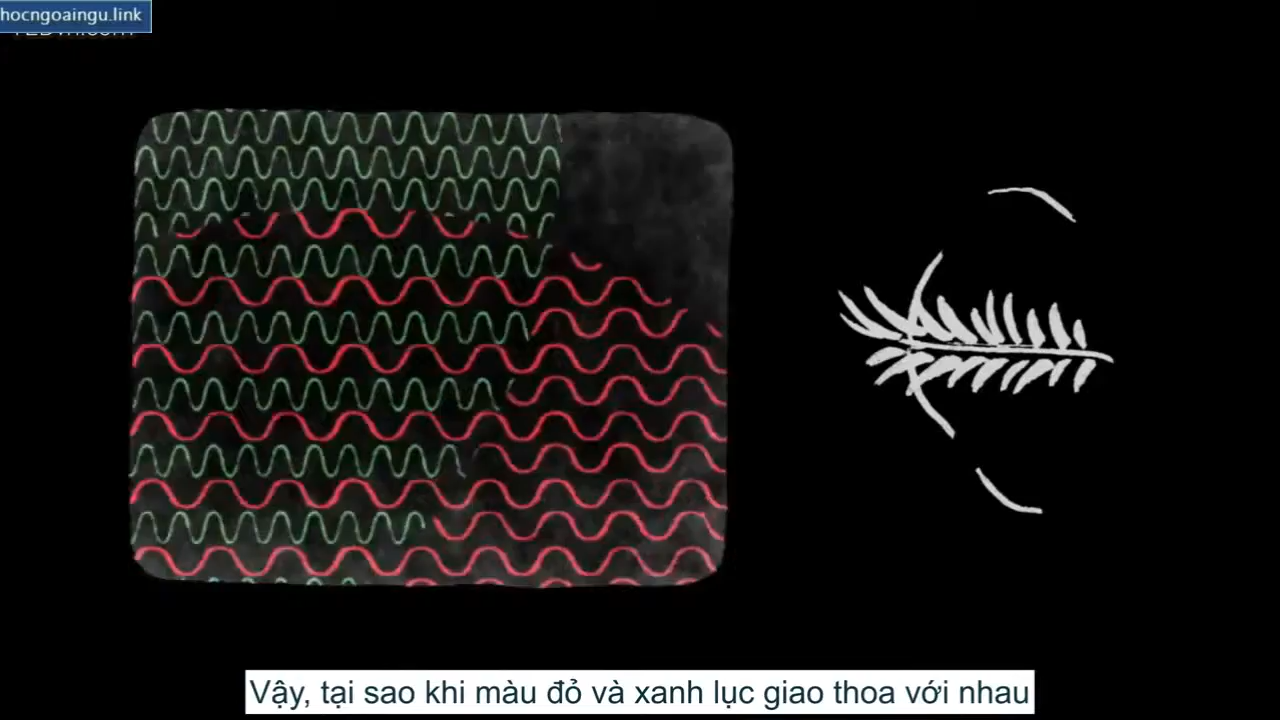 hocngoaingu.link
Vậy, tại sao khi màu đỏ và xanh lục giao thoa với nhau